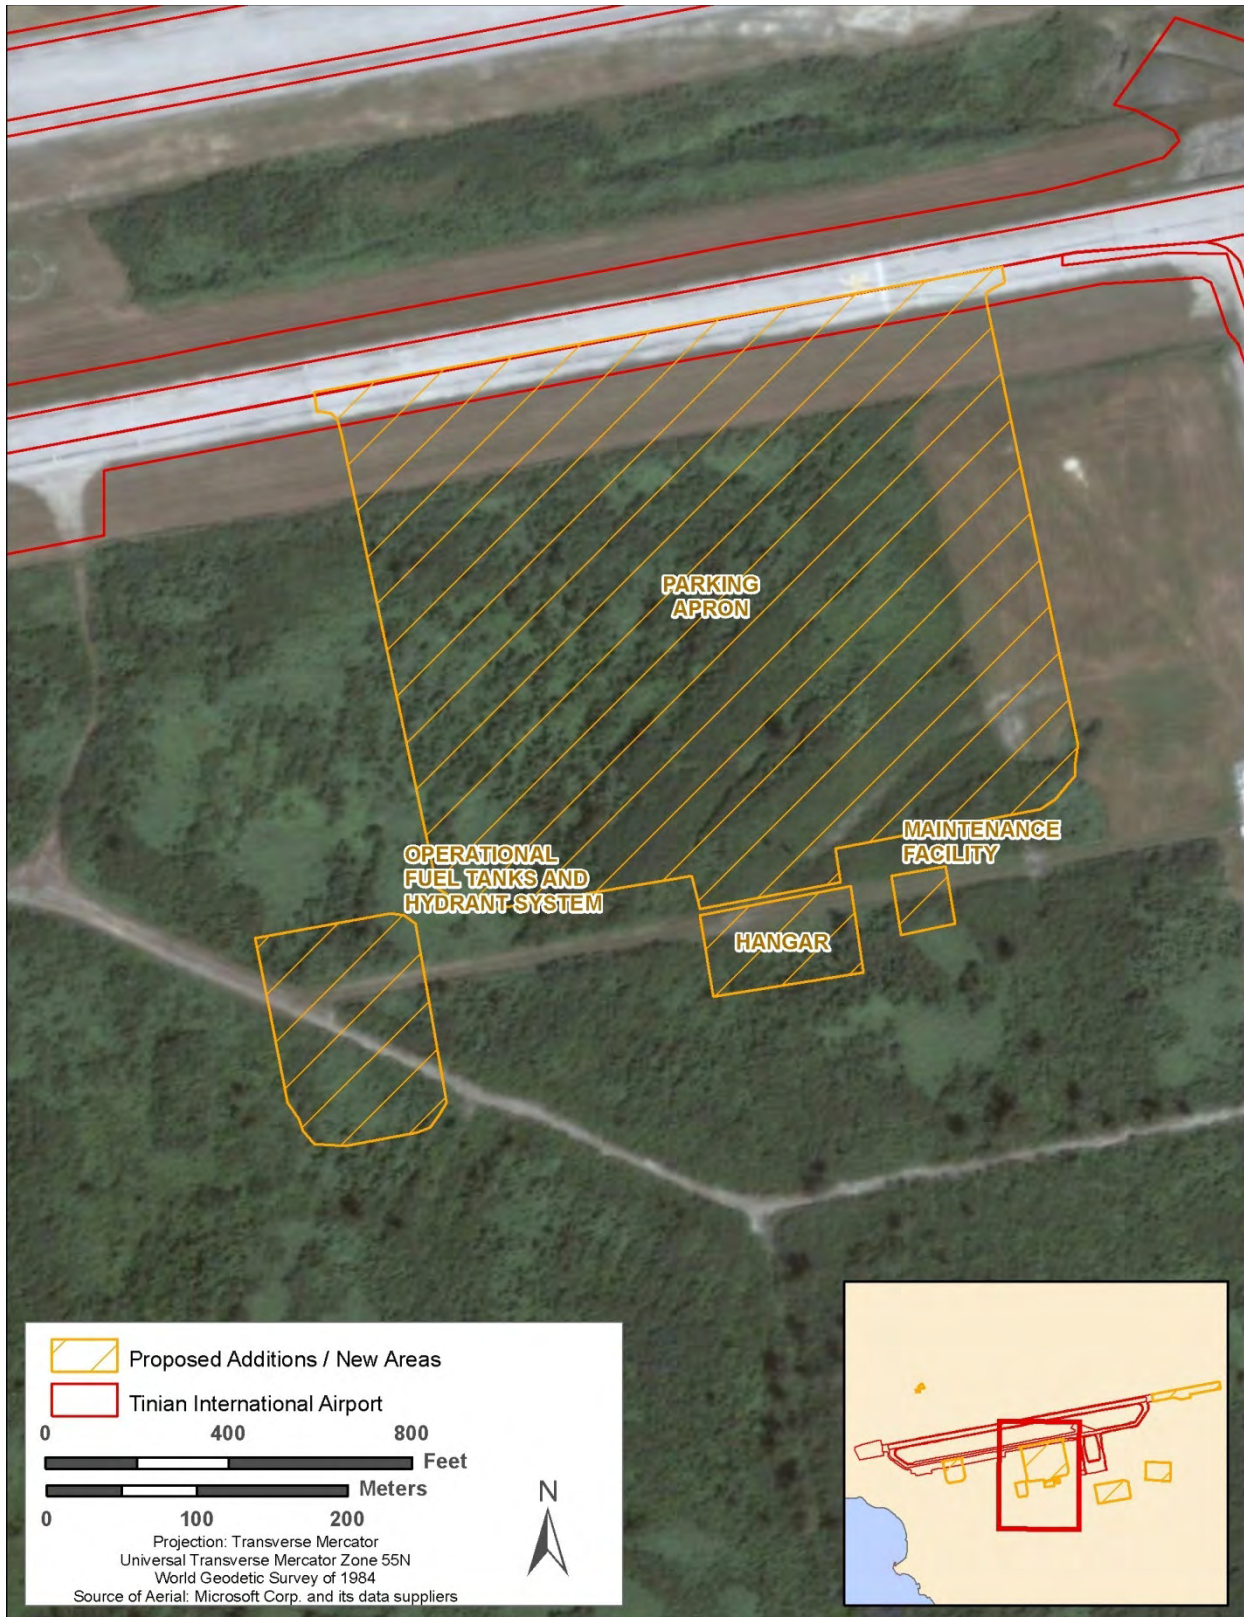 PARKING
APRON
OPERATIONAL
FUEL TANKS AND
HYDRANT SYSTEM
MAINTENANCE
FACILITY
HANGAR
Proposed Additions / New Areas
Tinian International Airport
0 400 800
Feet
Meters
0 100 200
N
Projection: Transverse Mercator
Universal Transverse Mercator Zone 55N
World Geodetic Survey of 1984
Source of Aerial: Microsoft Corp. and its data suppliers